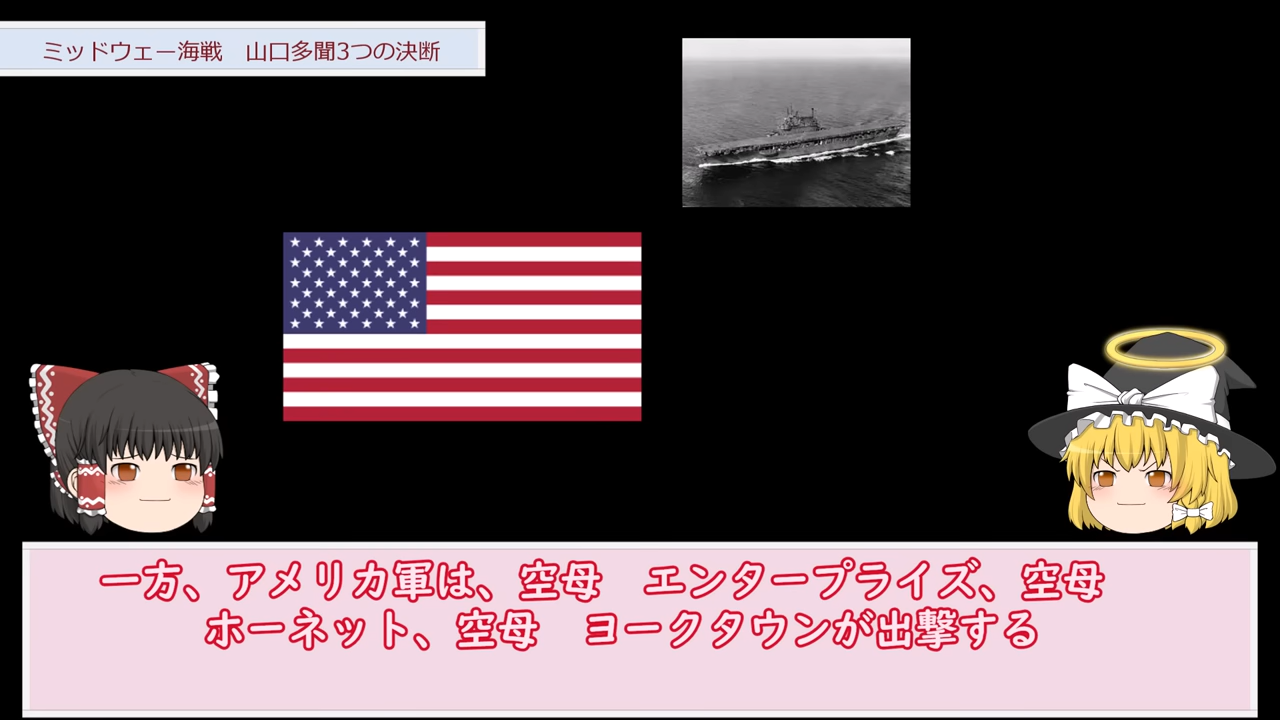 ミッドウェー海戦　山口多聞3つの決断
一方、アメリカ軍は、空母　エンタープライズ、空母
ホーネット、空母　ヨークタウンが出撃する